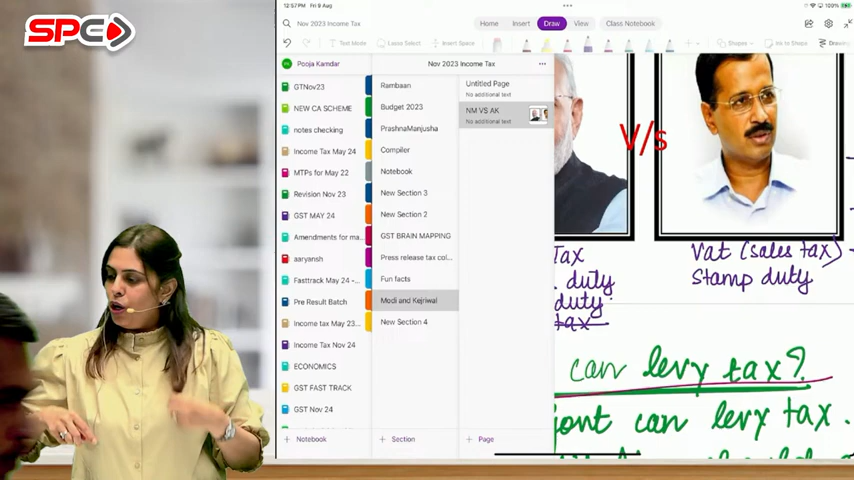 SPC
12:57 PM Fri 9 Aug
100%
Nov 2023 Income Tax
Home
Insert
Draw
View
Class Notebook
Text Mode
Lasso Select
Insert Space
Shapes
Ink to Shape
Drawing
Pooja Kamdar
GTNov23
NEW CA SCHEME
notes checking
Income Tax May 24
MTPs for May 22
Revision Nov 23
GST MAY 24
Amendments for ma...
aaryansh
Fasttrack May 24 -...
Pre Result Batch
Income tax May 23...
Income Tax Nov 24
ECONOMICS
GST FAST TRACK
GST Nov 24
+ Notebook
Nov 2023 Income Tax
Rambaan
Budget 2023
PrashnaManjusha
Compiler
Notebook
New Section 3
New Section 2
GST BRAIN MAPPING
Press release tax col...
Fun facts
Modi and Kejriwal
New Section 4
+ Section
Untitled Page
No additional text
NM VS AK
No additional text
+ Page
V/s
Tax
duty
duty
tax
Vat (sales tax)
Stamp duty
can levy tax?
govt can levy tax.